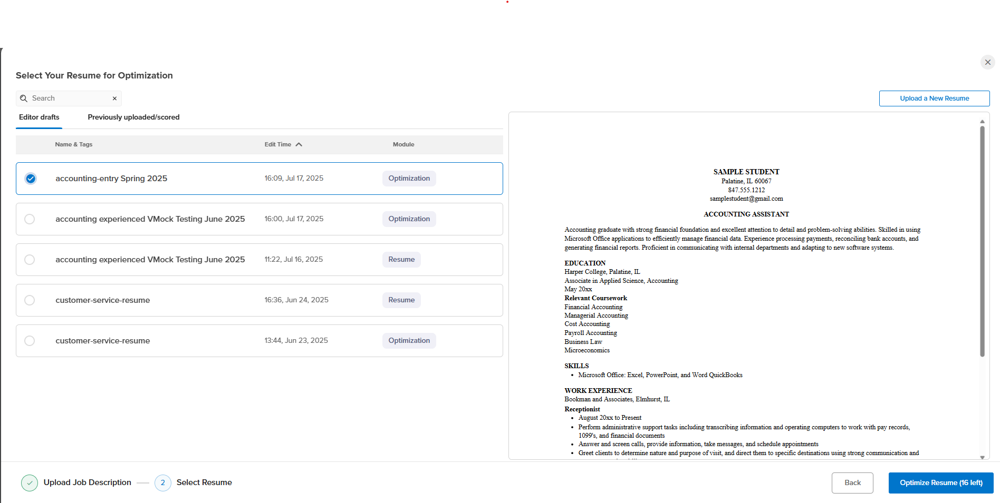 Select Your Resume for Optimization
Search
Upload a New Resume
Editor drafts
Previously uploaded/scored
Name & Tags
Edit Time
Module
accounting-entry Spring 2025
16:09, Jul 17, 2025
Optimization
accounting experienced VMock Testing June 2025
16:00, Jul 17, 2025
Optimization
accounting experienced VMock Testing June 2025
11:22, Jul 16, 2025
Resume
customer-service-resume
16:36, Jun 24, 2025
Resume
customer-service-resume
13:44, Jun 23, 2025
Optimization
SAMPLE STUDENT
Palatine, IL 60067
847.555.1212
samplestudent@gmail.com
ACCOUNTING ASSISTANT
Accounting graduate with strong financial foundation and excellent attention to detail and problem-solving abilities. Skilled in using
Microsoft Office applications to efficiently manage financial data. Experience processing payments, reconciling bank accounts, and
generating financial reports. Proficient in communicating with internal departments and adapting to new software systems.
EDUCATION
Harper College, Palatine, IL
Associate in Applied Science, Accounting
May 20xx
Relevant Coursework
Financial Accounting
Managerial Accounting
Cost Accounting
Payroll Accounting
Business Law
Microeconomics
SKILLS
• Microsoft Office: Excel, PowerPoint, and Word QuickBooks
WORK EXPERIENCE
Bookman and Associates, Elmhurst, IL
Receptionist
• August 20xx to Present
• Perform administrative support tasks including transcribing information and operating computers to work with pay records,
1099's, and financial documents
• Answer and screen calls, provide information, take messages, and schedule appointments
• Greet clients to determine nature and purpose of visit, and direct them to specific destinations using strong communication and
Upload Job Description
2
Select Resume
Back
Optimize Resume (16 left)